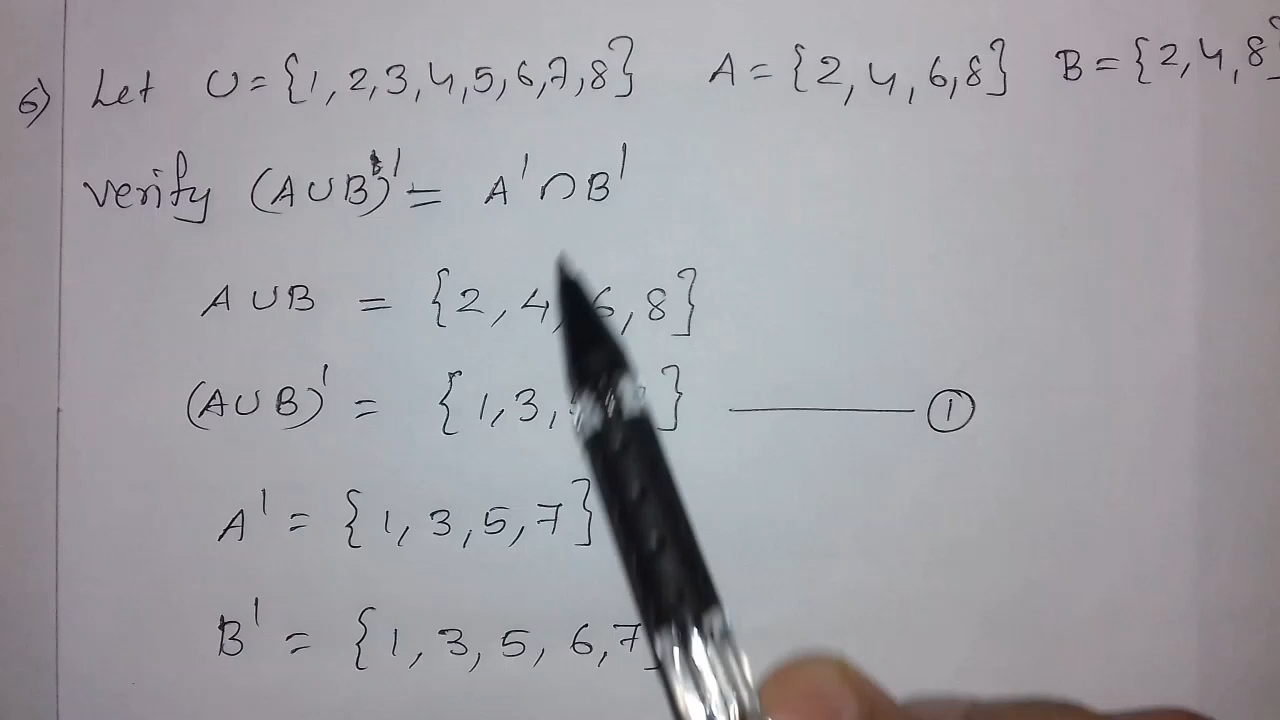 6) Let U = {1, 2, 3, 4, 5, 6, 7, 8} A = {2, 4, 6, 8} B = {2, 4, 8}
Verify (A∪B)' = A' ∩ B'
A∪B = {2, 4, 6, 8}
(A∪B)' = {1, 3, } ——— ①
A' = {1, 3, 5, 7}
B' = {1, 3, 5, 6, 7}